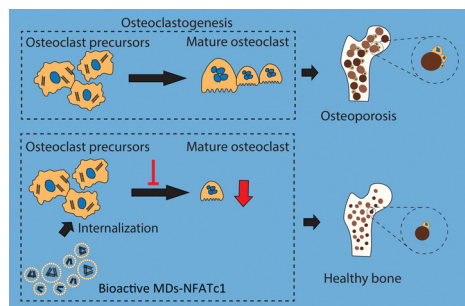 Osteoclastogenesis
Osteoclast precursors
Mature osteoclast
Osteoporosis
Osteoclast precursors
Mature osteoclast
Internalization
Bioactive MDs-NFATc1
Healthy bone